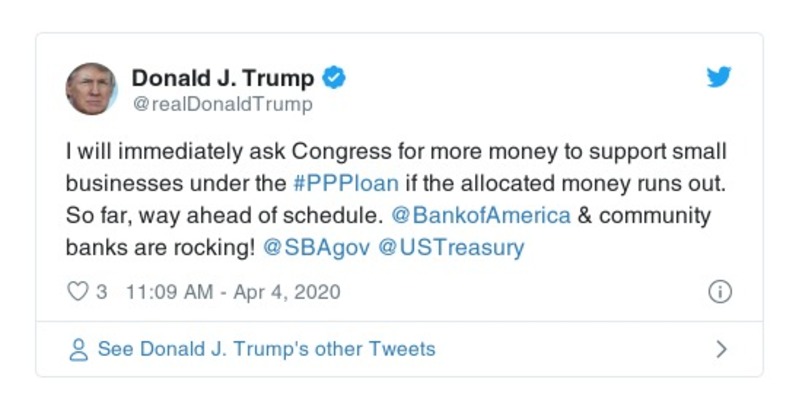 Donald J. Trump
@realDonaldTrump
I will immediately ask Congress for more money to support small
businesses under the #PPPloan if the allocated money runs out.
So far, way ahead of schedule. @BankofAmerica & community
banks are rocking! @SBAgov @USTreasury
3 11:09 AM - Apr 4, 2020
See Donald J. Trump's other Tweets